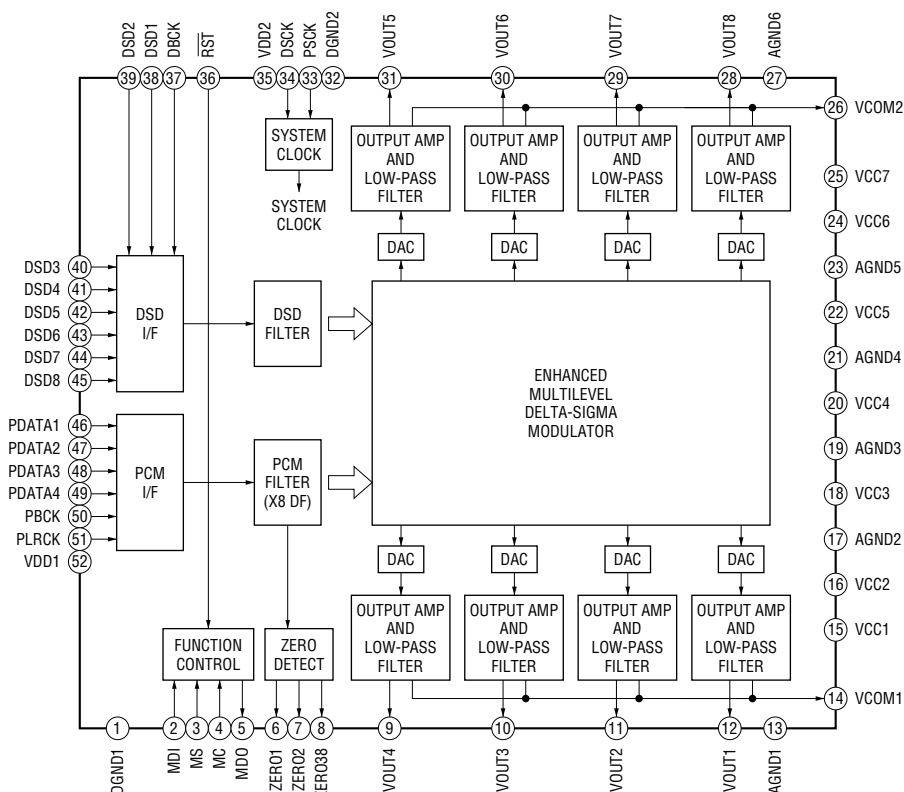 DSD2
DSD1
DBCK
RST
VDD2
DSCK
PSCK
DGND2
VOUT5
VOUT6
VOUT7
VOUT8
AGND6
39
38
37
36
35
34
33
32
31
30
29
28
27
SYSTEM
CLOCK
SYSTEM
CLOCK
OUTPUT AMP
AND
LOW-PASS
FILTER
OUTPUT AMP
AND
LOW-PASS
FILTER
OUTPUT AMP
AND
LOW-PASS
FILTER
OUTPUT AMP
AND
LOW-PASS
FILTER
26 VCOM2
25 VCC7
24 VCC6
23 AGND5
22 VCC5
21 AGND4
20 VCC4
19 AGND3
18 VCC3
17 AGND2
16 VCC2
15 VCC1
14 VCOM1
DAC
DAC
DAC
DAC
DSD3 40
DSD4 41
DSD5 42
DSD6 43
DSD7 44
DSD8 45
DSD
I/F
DSD
FILTER
ENHANCED
MULTILEVEL
DELTA-SIGMA
MODULATOR
PDATA1 46
PDATA2 47
PDATA3 48
PDATA4 49
PBCK 50
PLRCK 51
VDD1 52
PCM
I/F
PCM
FILTER
(X8 DF)
DAC
DAC
DAC
DAC
FUNCTION
CONTROL
ZERO
DETECT
OUTPUT AMP
AND
LOW-PASS
FILTER
OUTPUT AMP
AND
LOW-PASS
FILTER
OUTPUT AMP
AND
LOW-PASS
FILTER
OUTPUT AMP
AND
LOW-PASS
FILTER
1
2
3
4
5
6
7
8
9
10
11
12
13
DGND1
MDI
MS
MC
MDO
ZERO1
ZERO2
ZERO38
VOUT4
VOUT3
VOUT2
VOUT1
AGND1